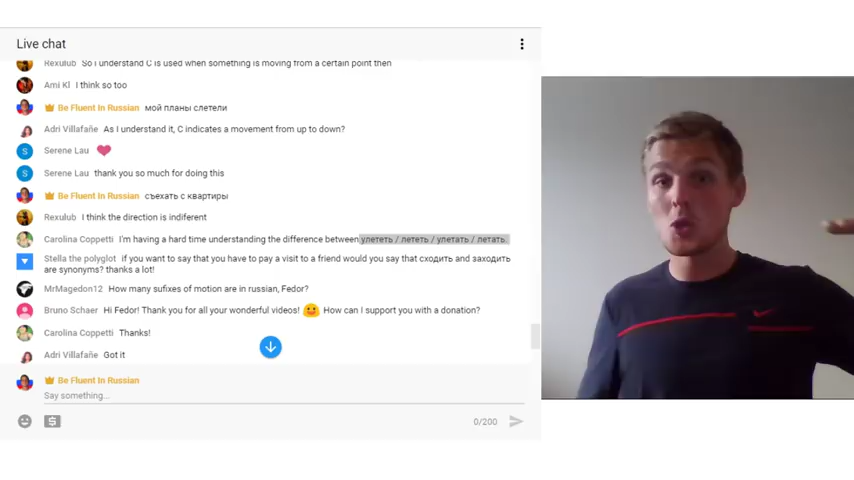 Live chat
Rexulub So i understand C is used when something is moving from a certain point then
Ami Kl I think so too
Be Fluent In Russian мой планы слетели
Adri Villafañe As I understand it, C indicates a movement from up to down?
Serene Lau
S
Serene Lau thank you so much for doing this
S
Be Fluent In Russian съехать с квартиры
Rexulub I think the direction is indiferent
Carolina Coppetti I'm having a hard time understanding the difference between улететь / лететь / улетать / летать.
Stella the polyglot if you want to say that you have to pay a visit to a friend would you say that сходить and заходить
are synonyms? thanks a lot!
MrMagedon12 How many sufixes of motion are in russian, Fedor?
Bruno Schaer Hi Fedor! Thank you for all your wonderful videos! How can I support you with a donation?
Carolina Coppetti Thanks!
Adri Villafañe Got it
Be Fluent In Russian
Say something...
0/200